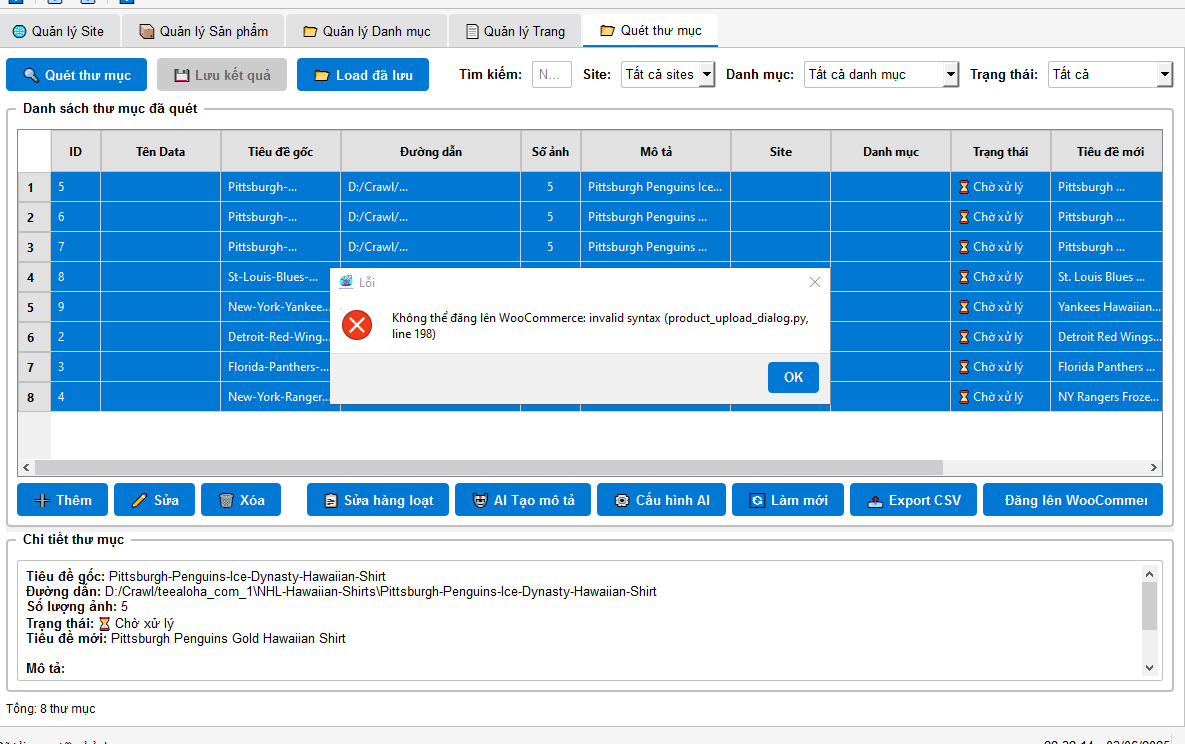 Quản lý Site Quản lý Sản phẩm Quản lý Danh mục Quản lý Trang Quét thư mục
Quét thư mục Lưu kết quả Load đã lưu Tìm kiếm: N... Site: Tất cả sites Danh mục: Tất cả danh mục Trạng thái: Tất cả
Danh sách thư mục đã quét
ID Tên Data Tiêu đề gốc Đường dẫn Số ảnh Mô tả Site Danh mục Trạng thái Tiêu đề mới
1 5 Pittsburgh-... D:/Crawl/... 5 Pittsburgh Penguins Ice... Chờ xử lý Pittsburgh ...
2 6 Pittsburgh-... D:/Crawl/... 5 Pittsburgh Penguins ... Chờ xử lý Pittsburgh ...
3 7 Pittsburgh-... D:/Crawl/... 5 Pittsburgh Penguins ... Chờ xử lý Pittsburgh ...
4 8 St-Louis-Blues-... Chờ xử lý St. Louis Blues ...
5 9 New-York-Yankee... Chờ xử lý Yankees Hawaiian...
6 2 Detroit-Red-Wing... Chờ xử lý Detroit Red Wings...
7 3 Florida-Panthers-... Chờ xử lý Florida Panthers ...
8 4 New-York-Ranger... Chờ xử lý NY Rangers Froze...
Lỗi
Không thể đăng lên WooCommerce: invalid syntax (product_upload_dialog.py,
line 198)
OK
Thêm Sửa Xóa Sửa hàng loạt AI Tạo mô tả Cấu hình AI Làm mới Export CSV Đăng lên WooCommer
Chi tiết thư mục
Tiêu đề gốc: Pittsburgh-Penguins-Ice-Dynasty-Hawaiian-Shirt
Đường dẫn: D:/Crawl/teealoha_com_1\NHL-Hawaiian-Shirts\Pittsburgh-Penguins-Ice-Dynasty-Hawaiian-Shirt
Số lượng ảnh: 5
Trạng thái: Chờ xử lý
Tiêu đề mới: Pittsburgh Penguins Gold Hawaiian Shirt
Mô tả:
Tổng: 8 thư mục